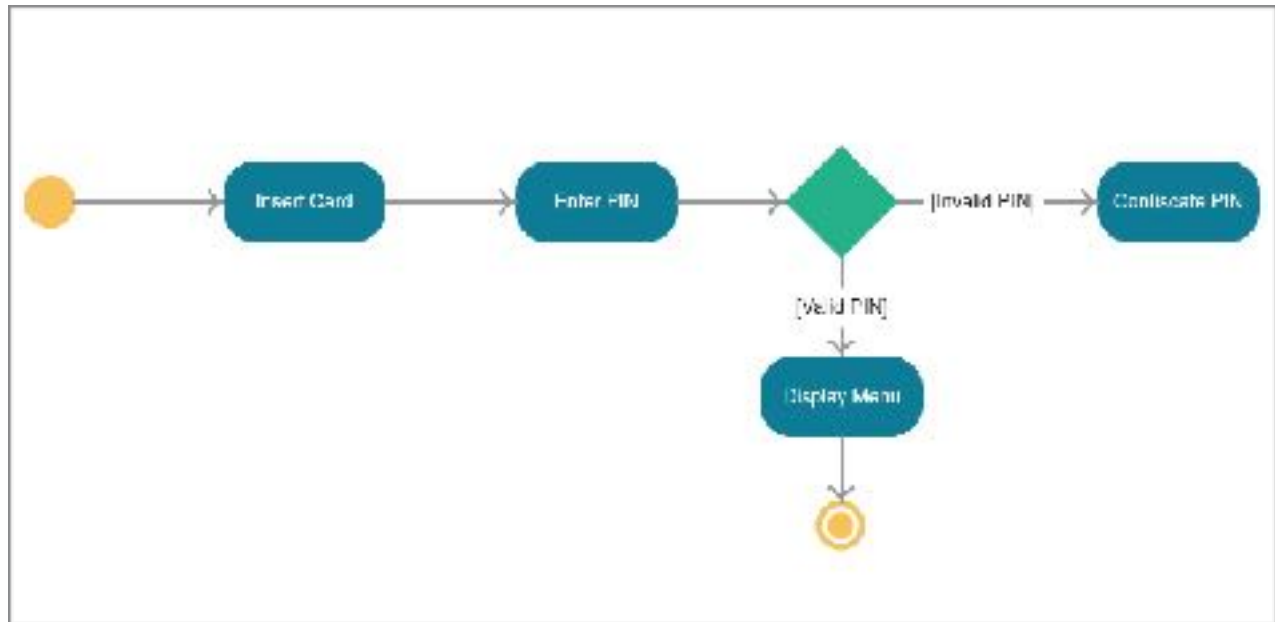 Insert Card
Enter PIN
[Invalid PIN]
Confiscate PIN
[Valid PIN]
Display Menu